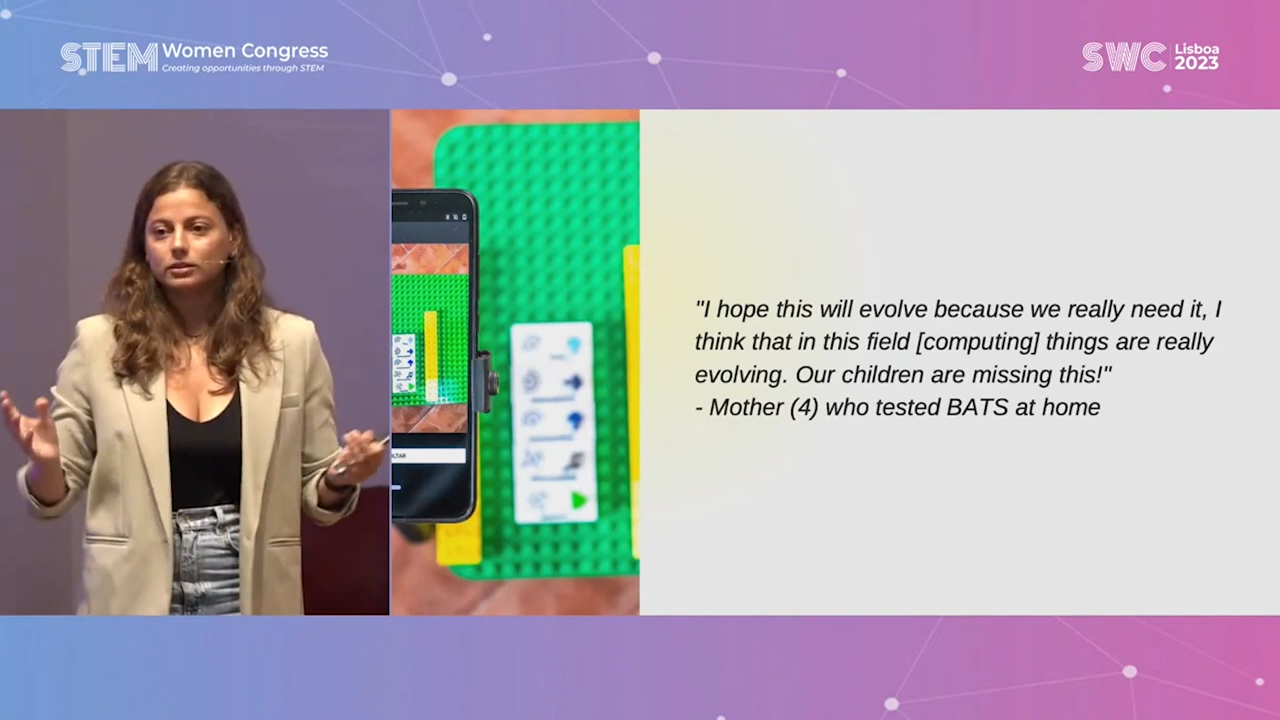 STEM Women Congress
Creating opportunities through STEM
SWC Lisboa
2023
"I hope this will evolve because we really need it, I
think that in this field [computing] things are really
evolving. Our children are missing this!"
- Mother (4) who tested BATS at home
LTAR